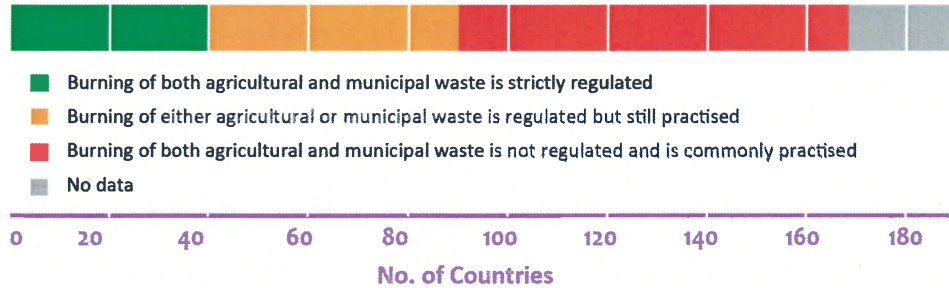 Burning of both agricultural and municipal waste is strictly regulated
Burning of either agricultural or municipal waste is regulated but still practised
Burning of both agricultural and municipal waste is not regulated and is commonly practised
No data
0 20 40 60 80 100 120 140 160 180
No. of Countries